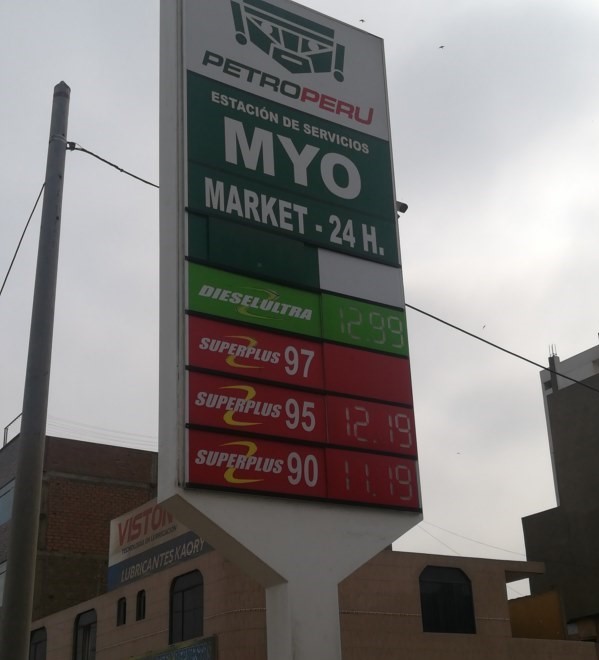 PETROPERU
ESTACIÓN DE SERVICIOS
MYO
MARKET - 24 H.
DIESELULTRA 12.99
SUPERPLUS 97
SUPERPLUS 95 12.19
SUPERPLUS 90 11.19
VISTON
LUBRICANTES KAORY